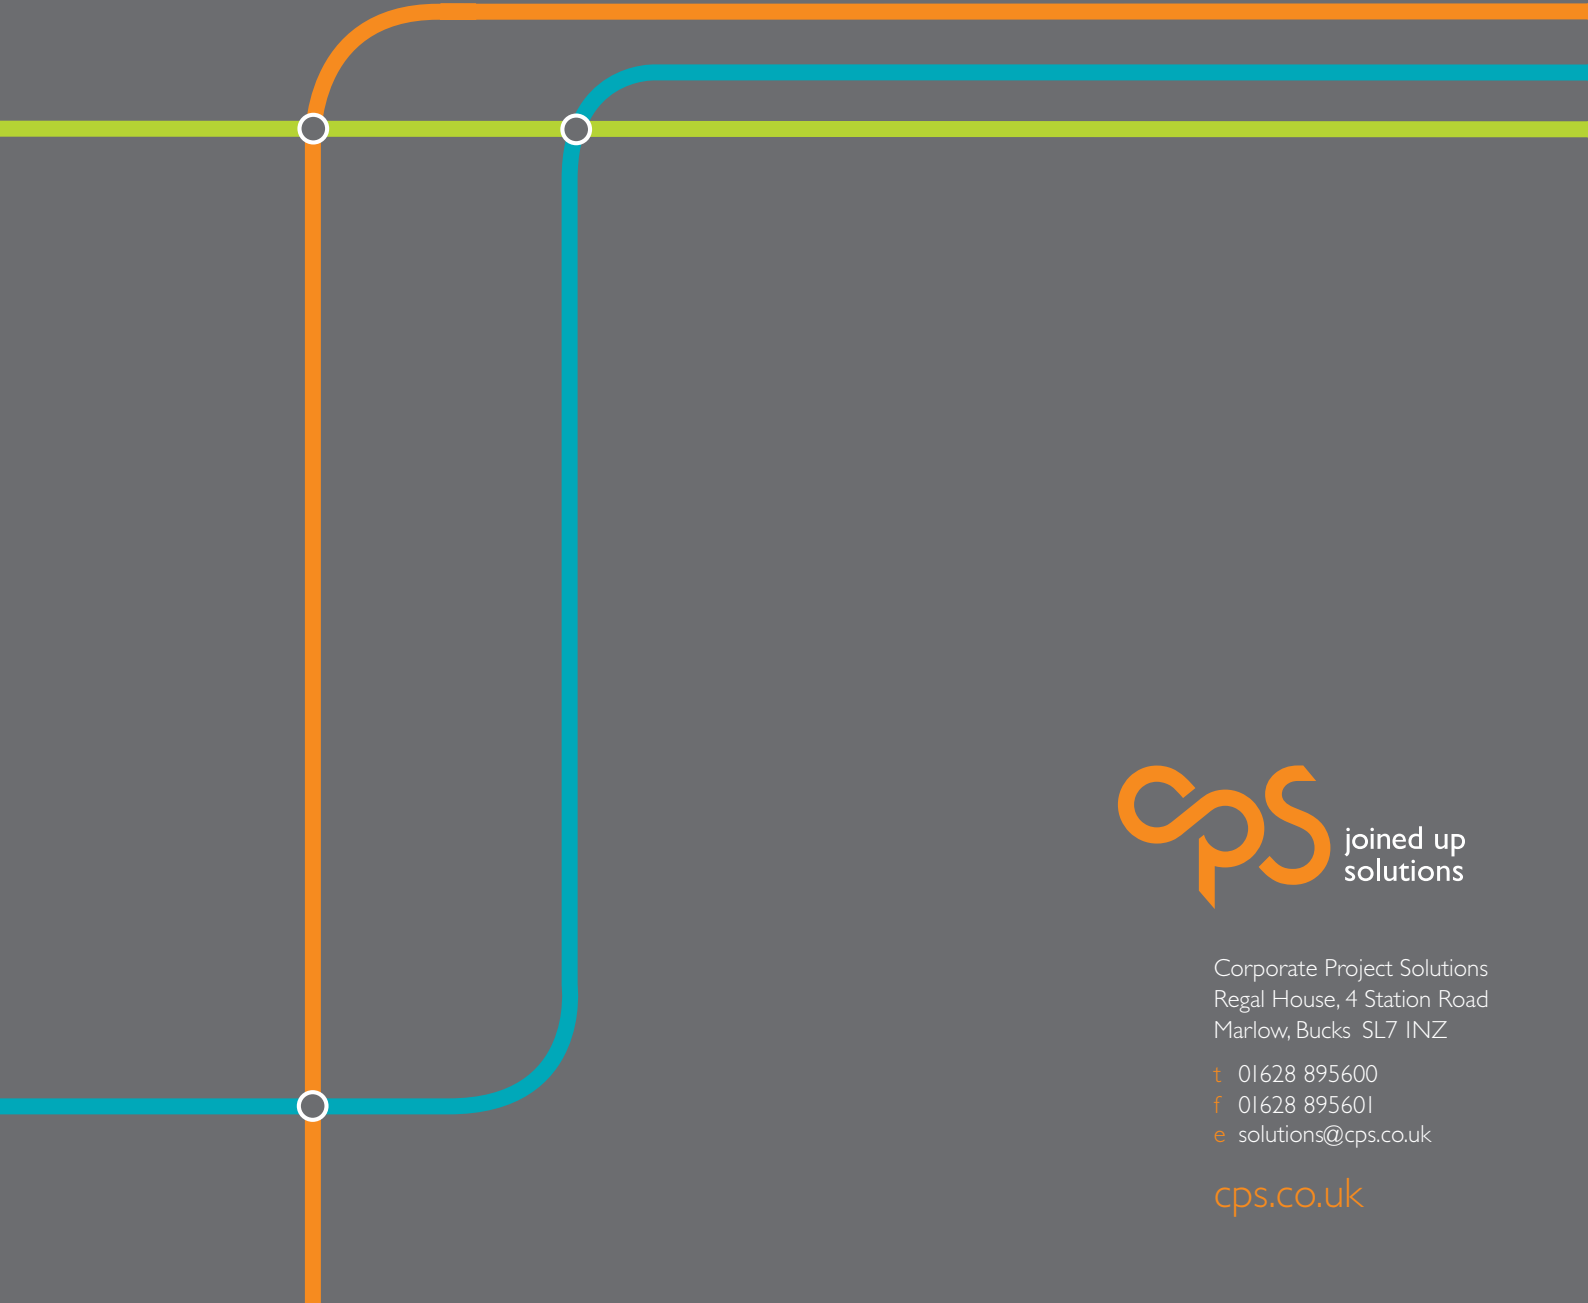 cps
joined up
solutions
Corporate Project Solutions
Regal House, 4 Station Road
Marlow, Bucks SL7 1NZ
t 01628 895600
f 01628 895601
e solutions@cps.co.uk
cps.co.uk